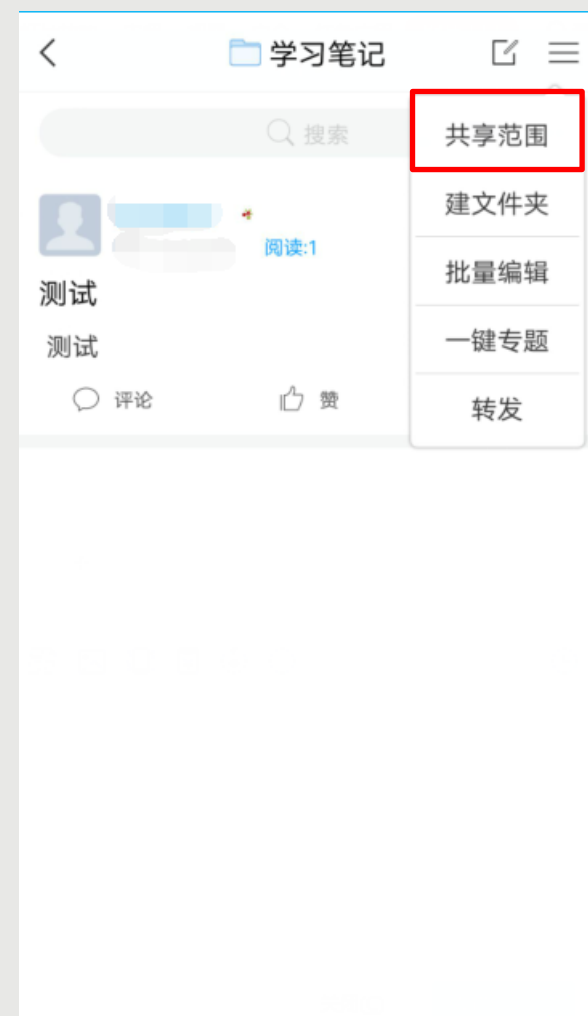 学习笔记
搜索
共享范围
建文件夹
批量编辑
一键专题
转发
阅读:1
测试
测试
评论
赞